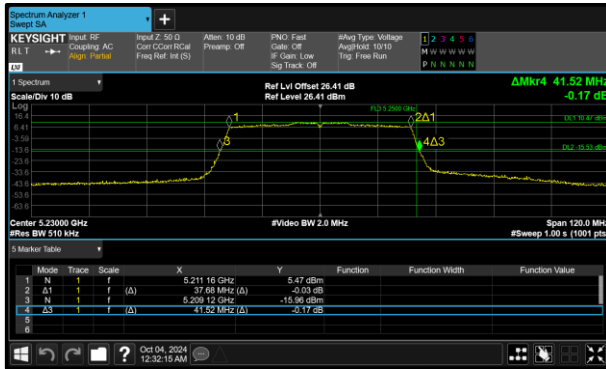 Spectrum Analyzer 1
Swept SA
KEYSIGHT Input: RF Input Z: 50 Ω Atten: 10 dB PNO: Fast #Avg Type: Voltage 1 2 3 4 5 6
RLT Coupling: AC Corr CCorr RCal Preamp: Off Gate: Off Avg|Hold: 10/10 M W W W W W
Align: Partial Freq Ref: Int (S) IF Gain: Low Trig: Free Run
Sig Track: Off P N N N N N
LXI
1 Spectrum Ref Lvl Offset 26.41 dB ΔMkr4 41.52 MHz
Scale/Div 10 dB Ref Level 26.41 dBm -0.17 dB
Log
16.4 1 2Δ1 DL1 10.47 dBm
6.41
-3.59 3 4Δ3
-13.6 DL2 -15.53 dBm
-23.6
-33.6
-43.6
-53.6
-63.6
Center 5.23000 GHz #Video BW 2.0 MHz Span 120.0 MHz
#Res BW 510 kHz #Sweep 1.00 s (1001 pts)
5 Marker Table
Mode Trace Scale X Y Function Function Width Function Value
1 N 1 f 5.211 16 GHz 5.47 dBm
2 Δ1 1 f (Δ) 37.68 MHz (Δ) -0.03 dB
3 N 1 f 5.209 12 GHz -15.96 dBm
4 Δ3 1 f (Δ) 41.52 MHz (Δ) -0.17 dB
5
6
? Oct 04, 2024
12:32:15 AM